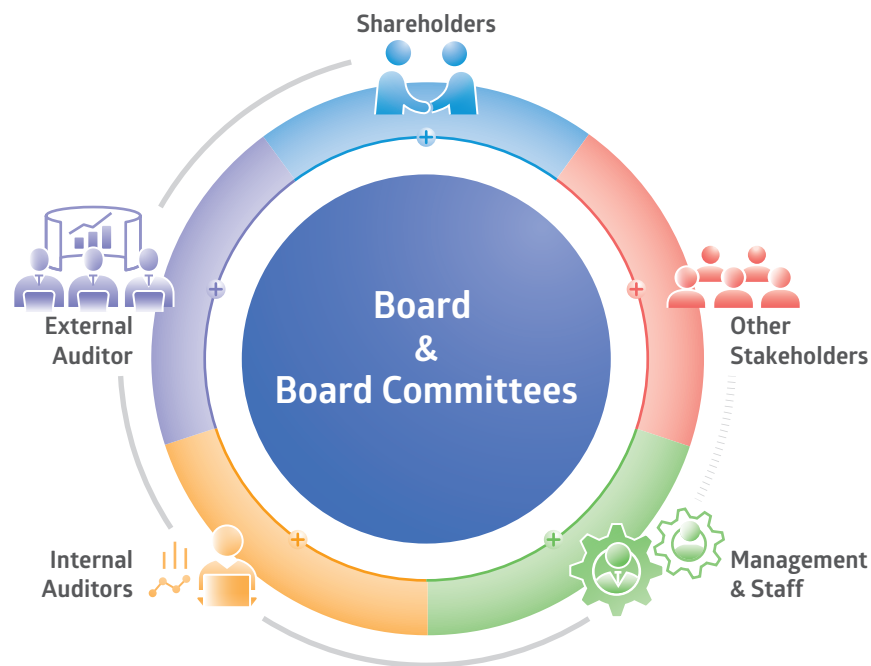 Shareholders
External
Auditor
Board
&
Board Committees
Other
Stakeholders
Internal
Auditors
Management
& Staff